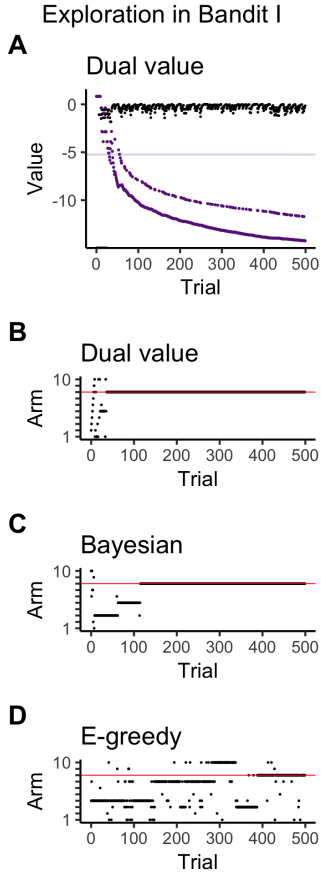 Exploration in Bandit I
A
Dual value
0
-5
-10
Value
0 100 200 300 400 500
Trial
B
Dual value
10
1
Arm
0 100 200 300 400 500
Trial
C
Bayesian
10
1
Arm
0 100 200 300 400 500
Trial
D
E-greedy
10
1
Arm
0 100 200 300 400 500
Trial